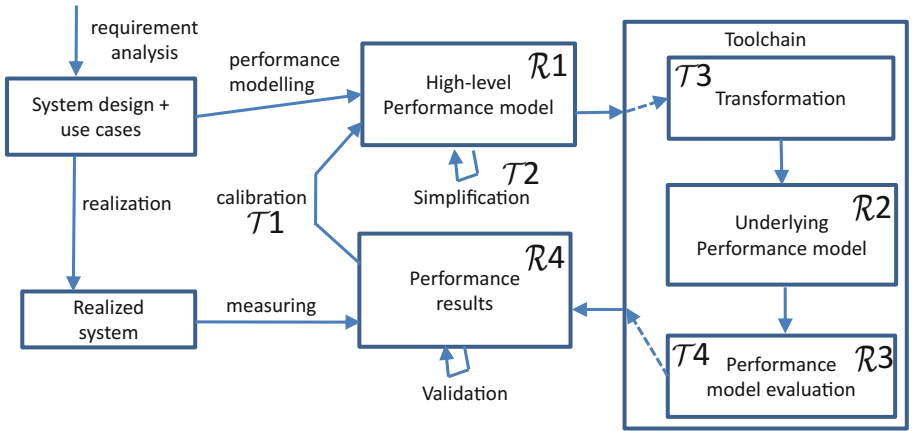 requirement
analysis
System design +
use cases
performance
modelling
High-level
Performance model
ℛ1
Toolchain
𝒯3
Transformation
Simplification
𝒯2
realization
calibration
𝒯1
Underlying
Performance model
ℛ2
Performance
results
ℛ4
Realized
system
measuring
Validation
𝒯4
Performance
model evaluation
ℛ3